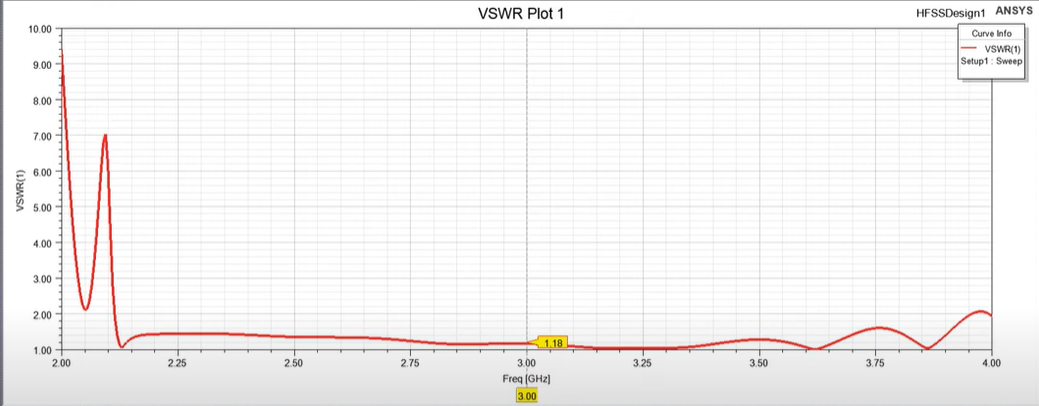 VSWR Plot 1
HFSSDesign1 ANSYS
Curve Info
VSWR(1)
Setup1 : Sweep
10.00
9.00
8.00
7.00
6.00
5.00
4.00
3.00
2.00
1.00
VSWR(1)
1.18
2.00 2.25 2.50 2.75 3.00 3.25 3.50 3.75 4.00
Freq [GHz]
3.00